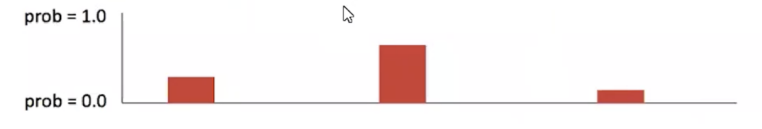 prob = 1.0
prob = 0.0